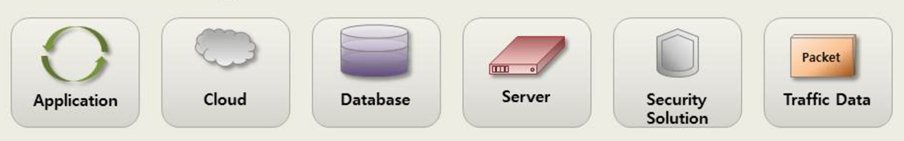 Application
Cloud
Database
Server
Security
Solution
Packet
Traffic Data